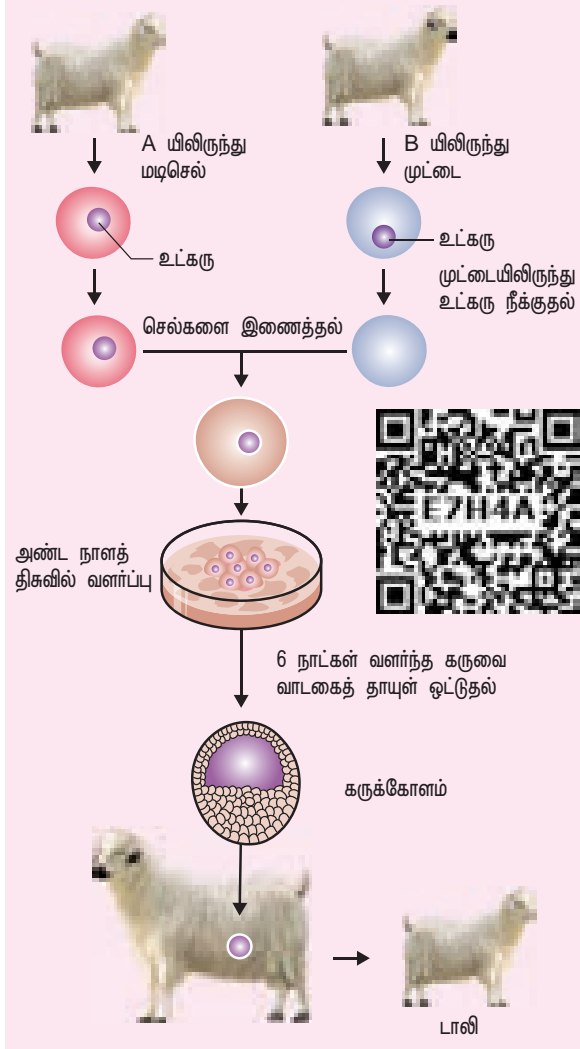 A யிலிருந்து
மடிசெல்
B யிலிருந்து
முட்டை
உட்கரு
உட்கரு
முட்டையிலிருந்து
உட்கரு நீக்குதல்
செல்களை இணைத்தல்
E7H4A
அண்ட நாளத்
திசுவில் வளர்ப்பு
6 நாட்கள் வளர்ந்த கருவை
வாடகைத் தாயுள் ஒட்டுதல்
கருக்கோளம்
டாலி